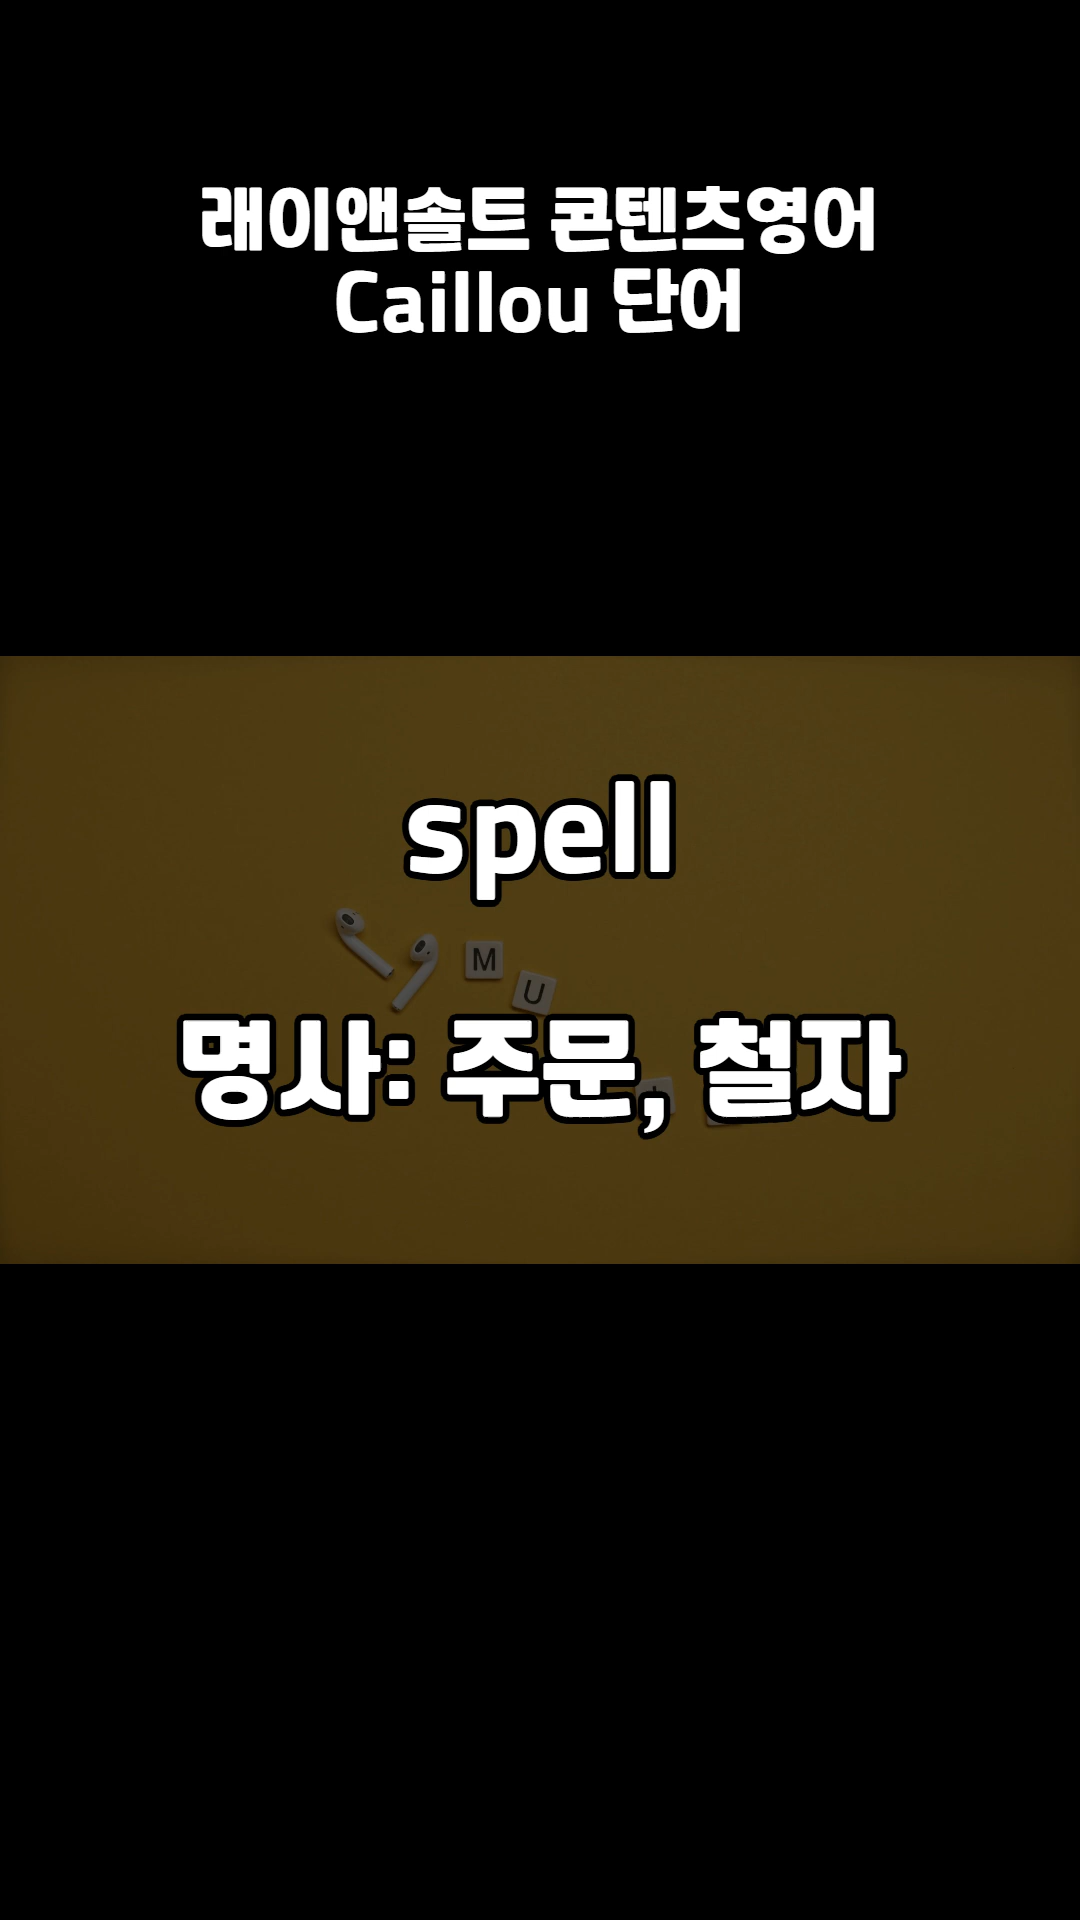 래이앤솔트 콘텐츠영어
Caillou 단어
spell
M
U
명사: 주문, 철자